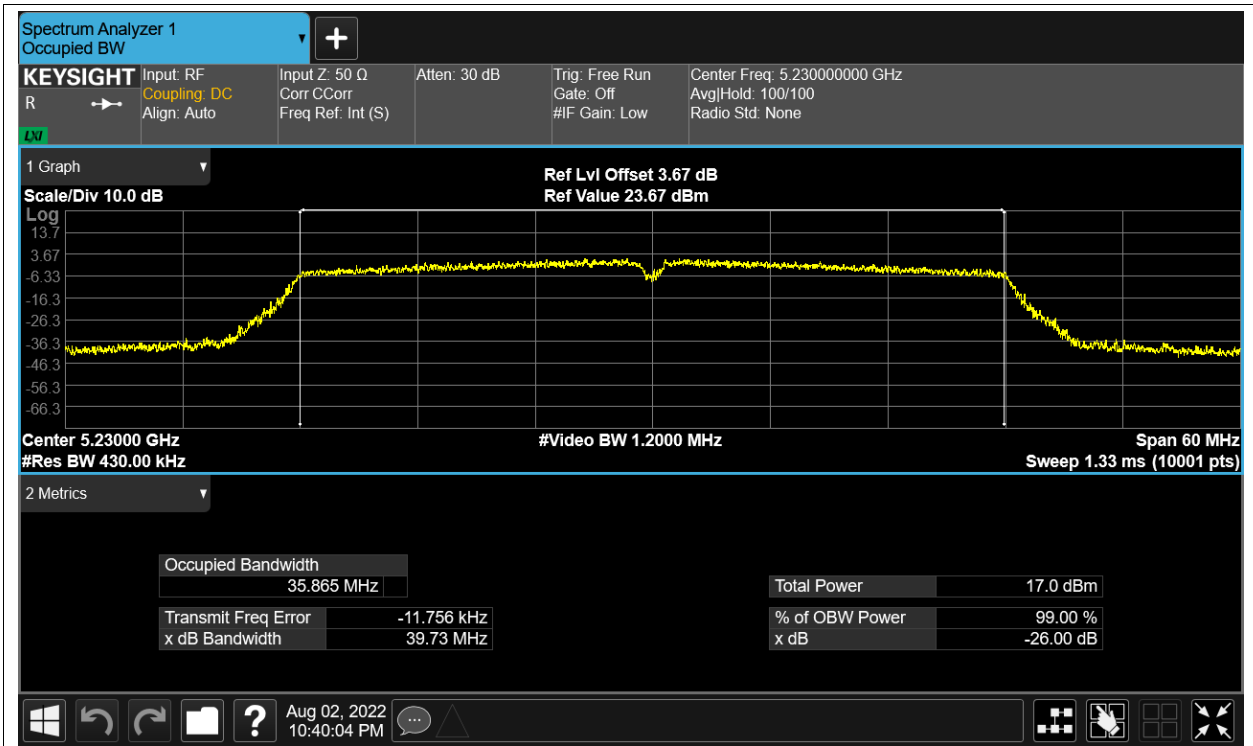 Spectrum Analyzer 1
Occupied BW
KEYSIGHT
R
LXI
Input: RF
Coupling: DC
Align: Auto
Input Z: 50 Ω
Corr CCorr
Freq Ref: Int (S)
Atten: 30 dB
Trig: Free Run
Gate: Off
#IF Gain: Low
Center Freq: 5.230000000 GHz
Avg|Hold: 100/100
Radio Std: None
1 Graph
Scale/Div 10.0 dB
Ref Lvl Offset 3.67 dB
Ref Value 23.67 dBm
Log
13.7
3.67
-6.33
-16.3
-26.3
-36.3
-46.3
-56.3
-66.3
Center 5.23000 GHz
#Video BW 1.2000 MHz
Span 60 MHz
#Res BW 430.00 kHz
Sweep 1.33 ms (10001 pts)
2 Metrics
Occupied Bandwidth
35.865 MHz
Transmit Freq Error -11.756 kHz
x dB Bandwidth 39.73 MHz
Total Power 17.0 dBm
% of OBW Power 99.00 %
x dB -26.00 dB
?
Aug 02, 2022
10:40:04 PM